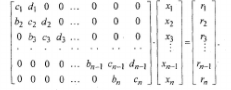 c₁ d₁ 0 0 ... 0 0 0 x₁ r₁
b₂ c₂ d₂ 0 ... 0 0 0 x₂ r₂
0 b₃ c₃ d₃ ... 0 0 0 x₃ = r₃ .
. . . . . . . . . .
0 0 0 0 ... bₙ₋₁ cₙ₋₁ dₙ₋₁ xₙ₋₁ rₙ₋₁
0 0 0 0 ... 0 bₙ cₙ xₙ rₙ